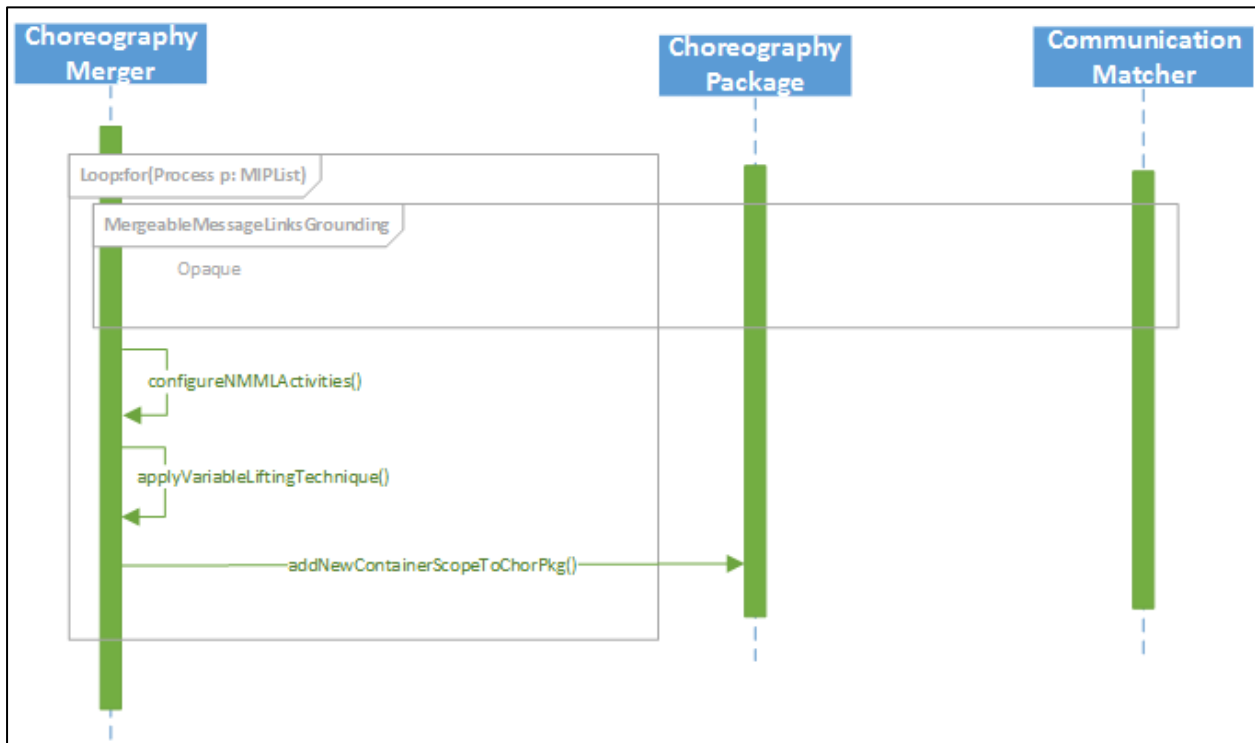 Choreography
Merger
Choreography
Package
Communication
Matcher
Loop:for(Process p: MIPList)
MergeableMessageLinksGrounding
Opaque
configureNMMLActivities()
applyVariableLiftingTechnique()
addNewContainerScopeToChorPkg()